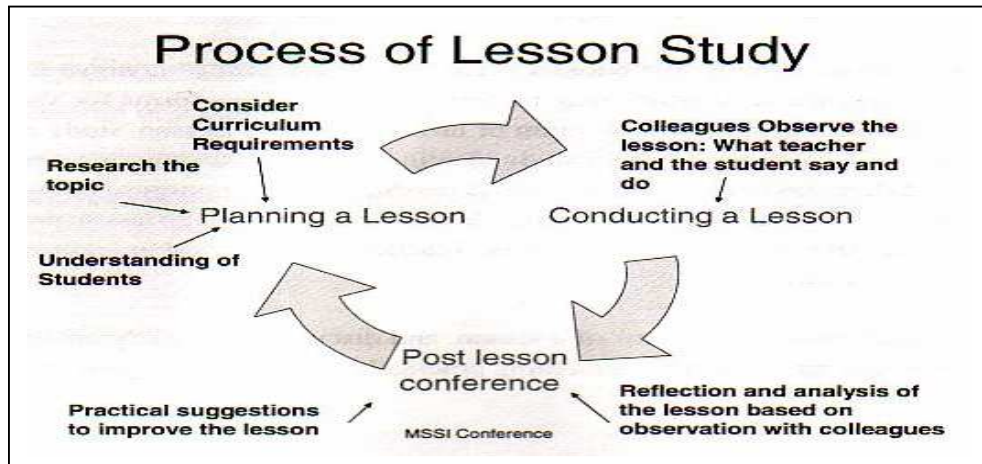 Process of Lesson Study
Consider
Curriculum
Requirements
Colleagues Observe the
lesson: What teacher
and the student say and
do
Research the
topic
Planning a Lesson
Conducting a Lesson
Understanding of
Students
Post lesson
conference
Practical suggestions
to improve the lesson
MSSI Conference
Reflection and analysis of
the lesson based on
observation with colleagues